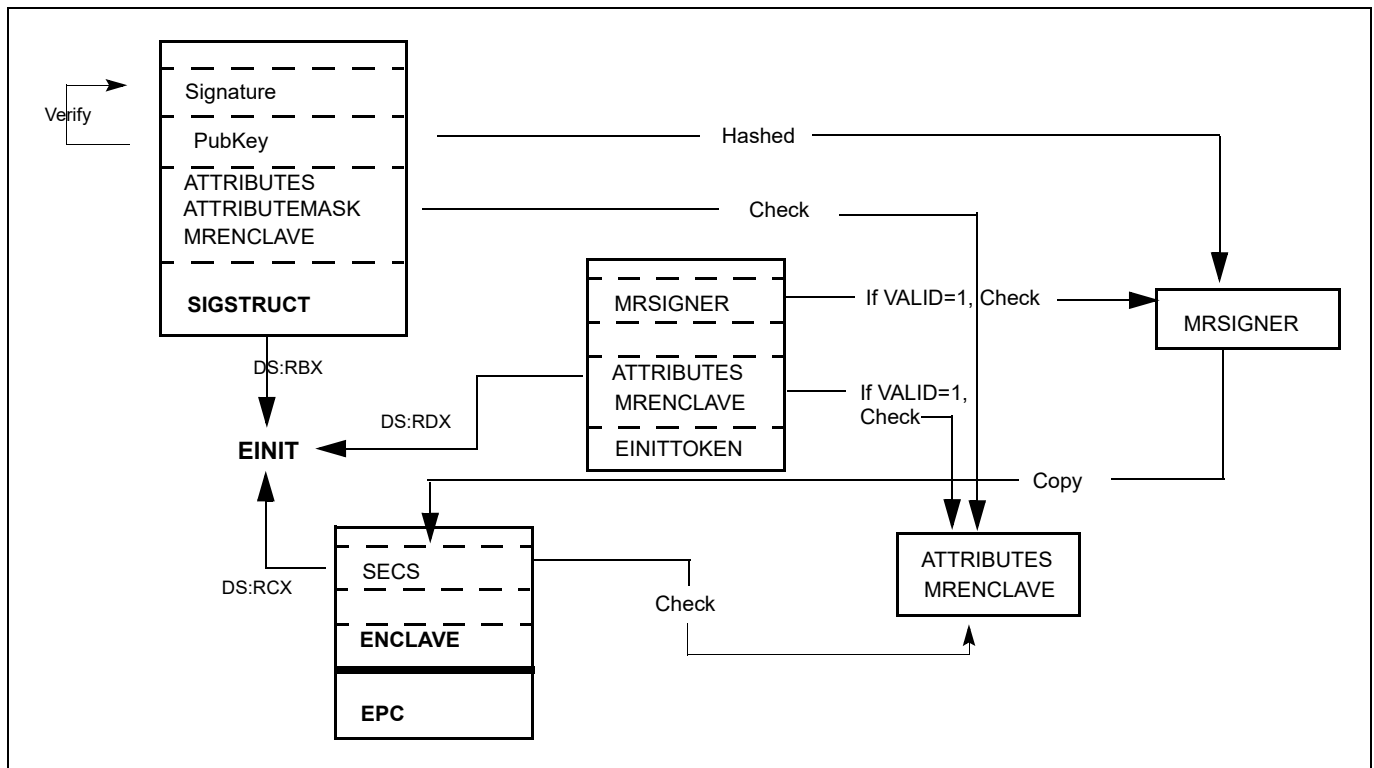 Signature
Verify
PubKey
Hashed
ATTRIBUTES
ATTRIBUTEMASK
MRENCLAVE
Check
SIGSTRUCT
MRSIGNER
If VALID=1, Check
MRSIGNER
DS:RBX
ATTRIBUTES
MRENCLAVE
If VALID=1,
Check
DS:RDX
EINIT
EINITTOKEN
Copy
SECS
DS:RCX
Check
ATTRIBUTES
MRENCLAVE
ENCLAVE
EPC